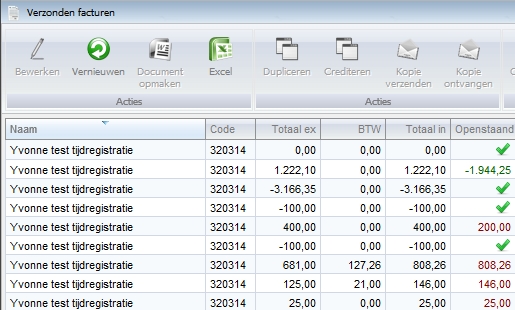 Verzonden facturen
Bewerken Vernieuwen Document opmaken Excel Dupliceren Crediteren Kopie verzenden Kopie ontvangen
Acties Acties
Naam Code Totaal ex BTW Totaal in Openstaand
Yvonne test tijdregistratie 320314 0,00 0,00 0,00
Yvonne test tijdregistratie 320314 1.222,10 0,00 1.222,10 -1.944,25
Yvonne test tijdregistratie 320314 -3.166,35 0,00 -3.166,35
Yvonne test tijdregistratie 320314 -100,00 0,00 -100,00
Yvonne test tijdregistratie 320314 400,00 0,00 400,00 200,00
Yvonne test tijdregistratie 320314 -100,00 0,00 -100,00
Yvonne test tijdregistratie 320314 681,00 127,26 808,26 808,26
Yvonne test tijdregistratie 320314 125,00 21,00 146,00 146,00
Yvonne test tijdregistratie 320314 25,00 0,00 25,00 25,00